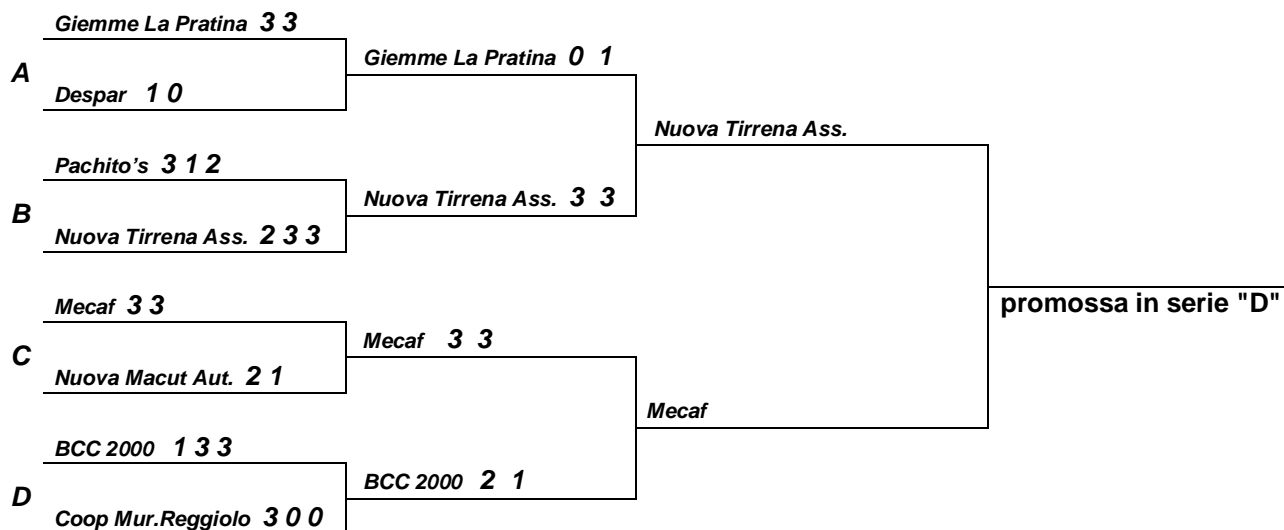 Giemme La Pratina 3 3
A
Despar 1 0
Giemme La Pratina 0 1
Pachito's 3 1 2
B
Nuova Tirrena Ass. 2 3 3
Nuova Tirrena Ass. 3 3
Nuova Tirrena Ass.
Mecaf 3 3
C
Nuova Macut Aut. 2 1
Mecaf 3 3
BCC 2000 1 3 3
D
Coop Mur.Reggiolo 3 0 0
BCC 2000 2 1
Mecaf
promossa in serie "D"